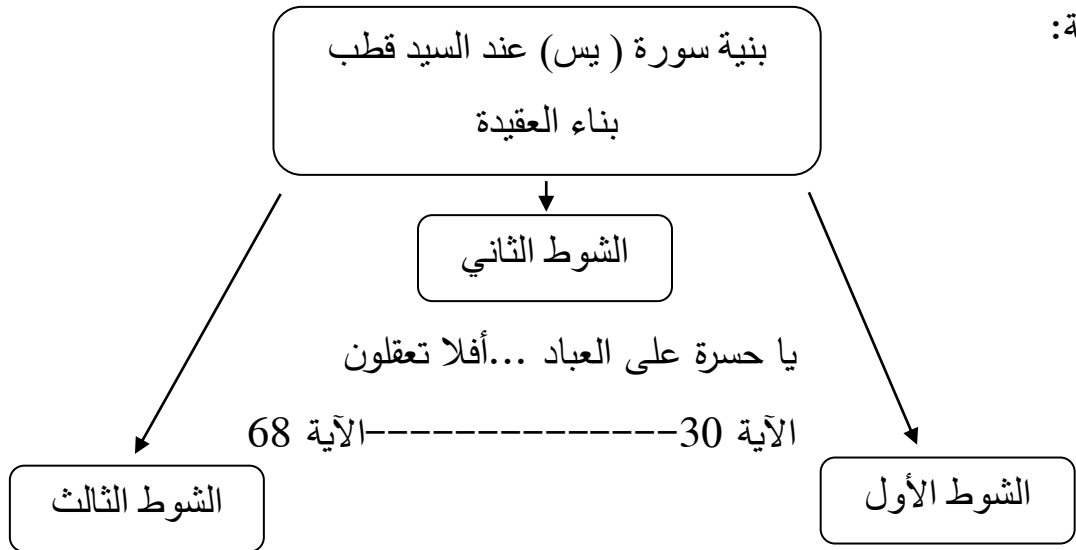 ة:
بنية سورة ( يس) عند السيد قطب
بناء العقيدة
الشوط الثاني
يا حسرة على العباد ...أفلا تعقلون
الآية 30--------------الآية 68
الشوط الأول
الشوط الثالث